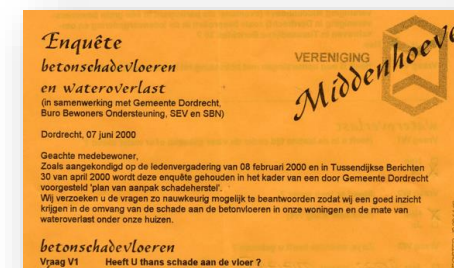 Enquête
betonschadevloeren
en wateroverlast
(in samenwerking met Gemeente Dordrecht,
Buro Bewoners Ondersteuning, SEV en SBN)
VERENIGING
Middenhoeve
Dordrecht, 07 juni 2000
Geachte medebewoner,
Zoals aangekondigd op de ledenvergadering van 08 februari 2000 en in Tussendijkse Berichten
30 van april 2000 wordt deze enquête gehouden in het kader van een door Gemeente Dordrecht
voorgesteld 'plan van aanpak schadeherstel'.
Wij verzoeken u de vragen zo nauwkeurig mogelijk te beantwoorden zodat wij een goed inzicht
krijgen in de omvang van de schade aan de betonvloeren in onze woningen en de mate van
wateroverlast onder onze huizen.
betonschadevloeren
Vraag V1 Heeft U thans schade aan de vloer ?